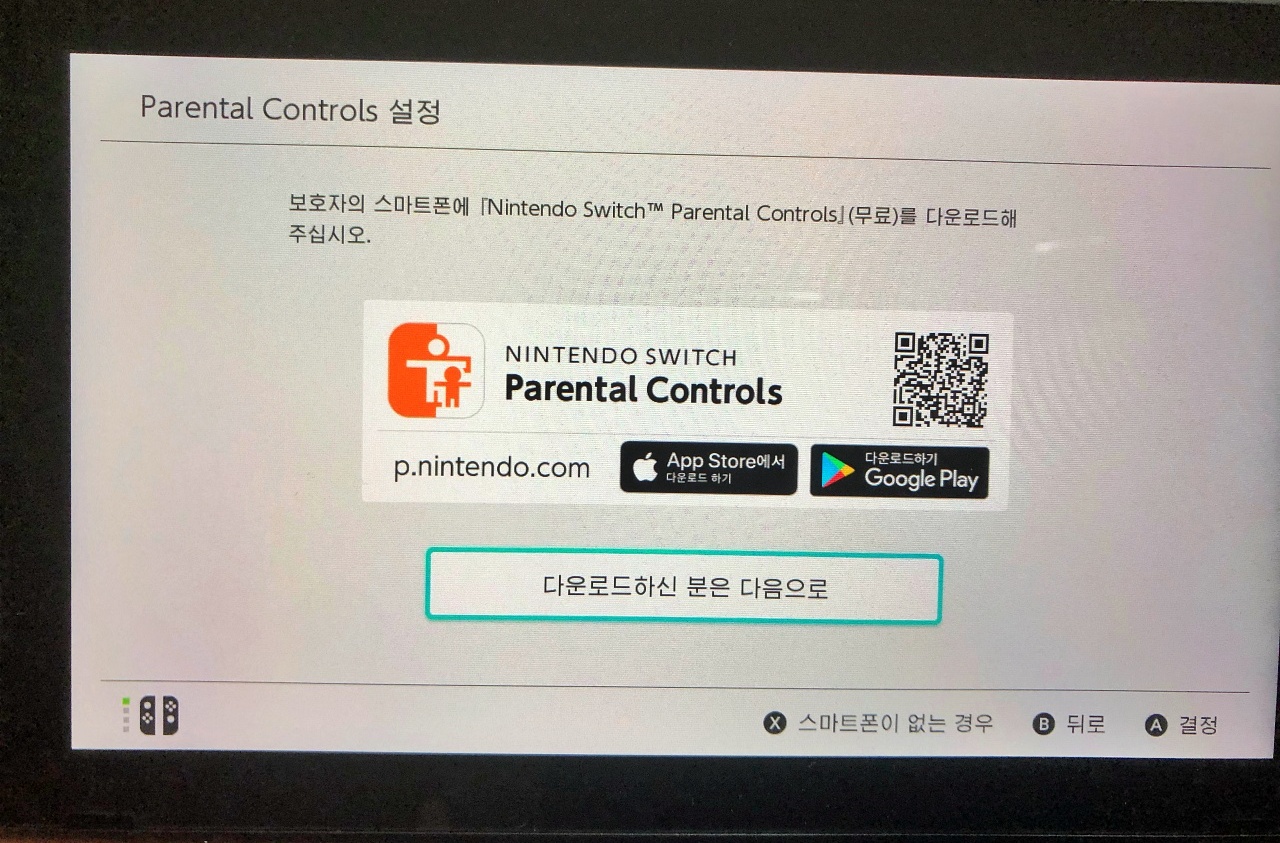 Parental Controls 설정
보호자의 스마트폰에 『Nintendo Switch™ Parental Controls』(무료)를 다운로드해
주십시오.
NINTENDO SWITCH
Parental Controls
p.nintendo.com
App Store에서
다운로드 하기
다운로드하기
Google Play
다운로드하신 분은 다음으로
X 스마트폰이 없는 경우 B 뒤로 A 결정